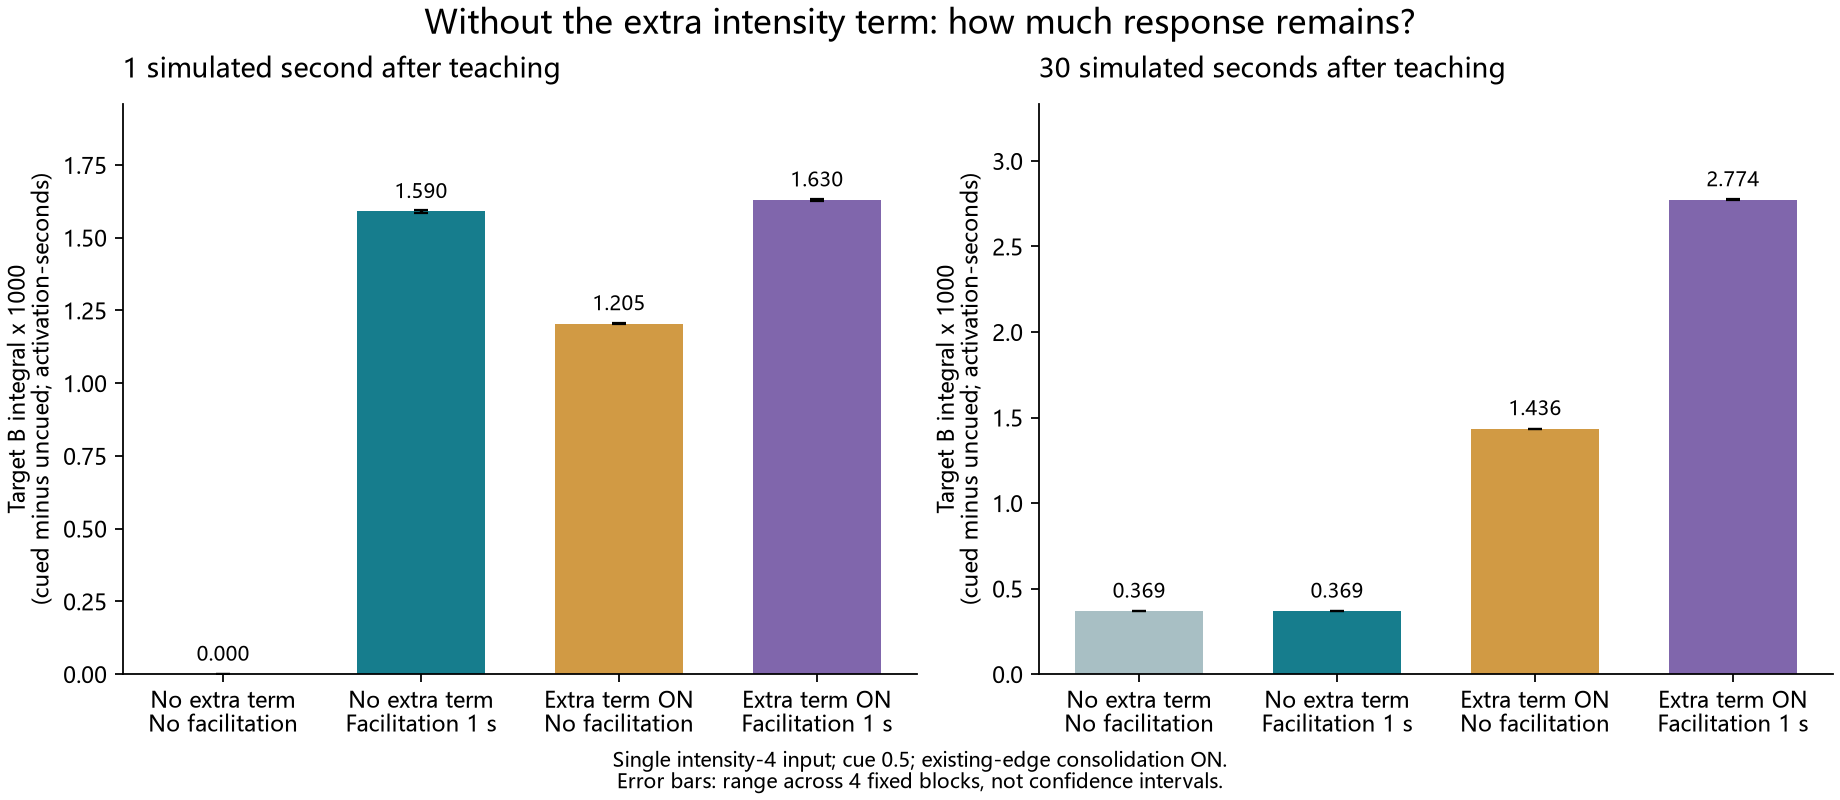 Without the extra intensity term: how much response remains?
1 simulated second after teaching
Target B integral x 1000
(cued minus uncued; activation-seconds)
1.75
1.50
1.25
1.00
0.75
0.50
0.25
0.00
0.000
1.590
1.205
1.630
No extra term
No facilitation
No extra term
Facilitation 1 s
Extra term ON
No facilitation
Extra term ON
Facilitation 1 s
30 simulated seconds after teaching
Target B integral x 1000
(cued minus uncued; activation-seconds)
3.0
2.5
2.0
1.5
1.0
0.5
0.0
0.369
0.369
1.436
2.774
No extra term
No facilitation
No extra term
Facilitation 1 s
Extra term ON
No facilitation
Extra term ON
Facilitation 1 s
Single intensity-4 input; cue 0.5; existing-edge consolidation ON.
Error bars: range across 4 fixed blocks, not confidence intervals.